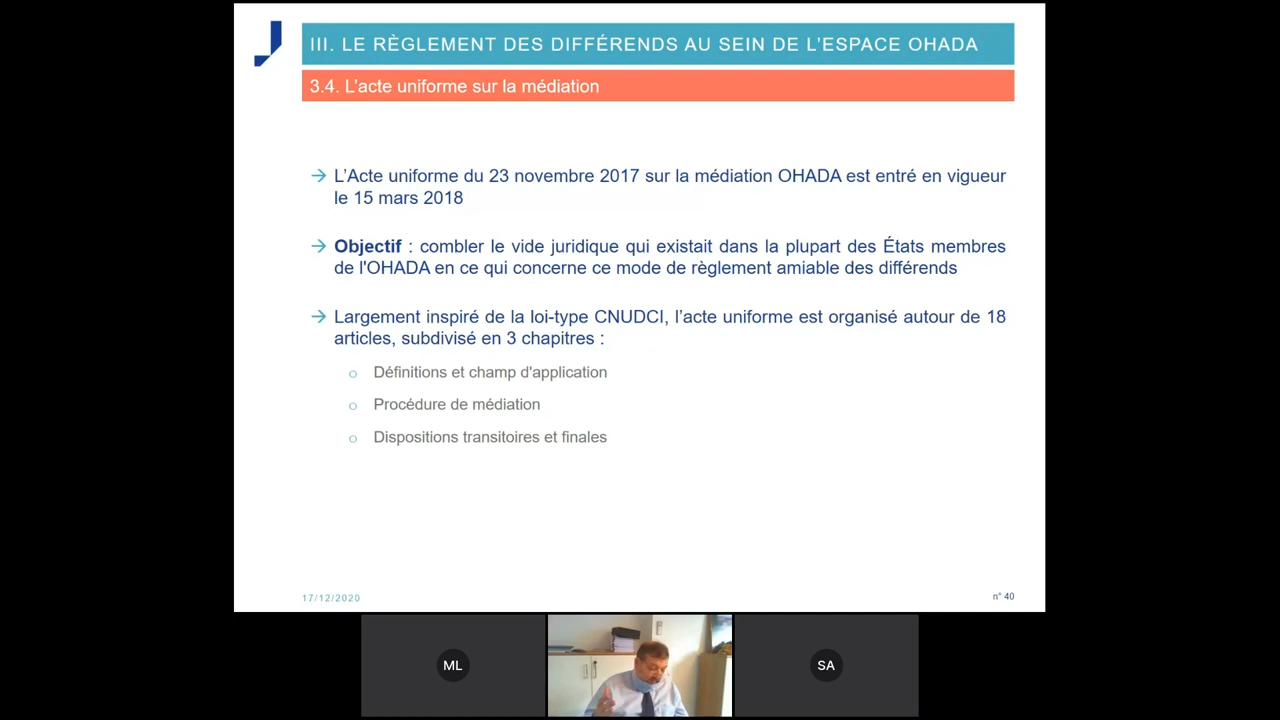 III. LE RÈGLEMENT DES DIFFÉRENDS AU SEIN DE L’ESPACE OHADA
3.4. L’acte uniforme sur la médiation
→ L’Acte uniforme du 23 novembre 2017 sur la médiation OHADA est entré en vigueur
le 15 mars 2018
→ Objectif : combler le vide juridique qui existait dans la plupart des États membres
de l'OHADA en ce qui concerne ce mode de règlement amiable des différends
→ Largement inspiré de la loi-type CNUDCI, l’acte uniforme est organisé autour de 18
articles, subdivisé en 3 chapitres :
o Définitions et champ d'application
o Procédure de médiation
o Dispositions transitoires et finales
17/12/2020
n° 40
ML
SA